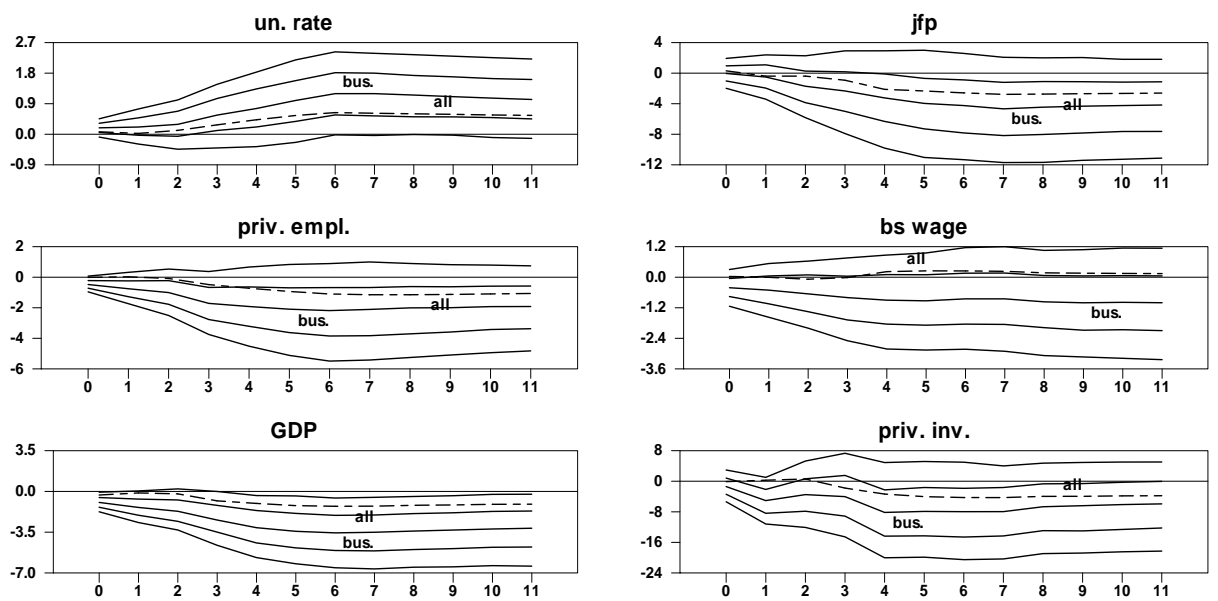 un. rate
2.7
1.8
0.9
0.0
-0.9
bus.
all
0 1 2 3 4 5 6 7 8 9 10 11
jfp
4
0
-4
-8
-12
all
bus.
0 1 2 3 4 5 6 7 8 9 10 11
priv. empl.
2
0
-2
-4
-6
all
bus.
0 1 2 3 4 5 6 7 8 9 10 11
bs wage
1.2
0.0
-1.2
-2.4
-3.6
all
bus.
0 1 2 3 4 5 6 7 8 9 10 11
GDP
3.5
0.0
-3.5
-7.0
all
bus.
0 1 2 3 4 5 6 7 8 9 10 11
priv. inv.
8
0
-8
-16
-24
all
bus.
0 1 2 3 4 5 6 7 8 9 10 11